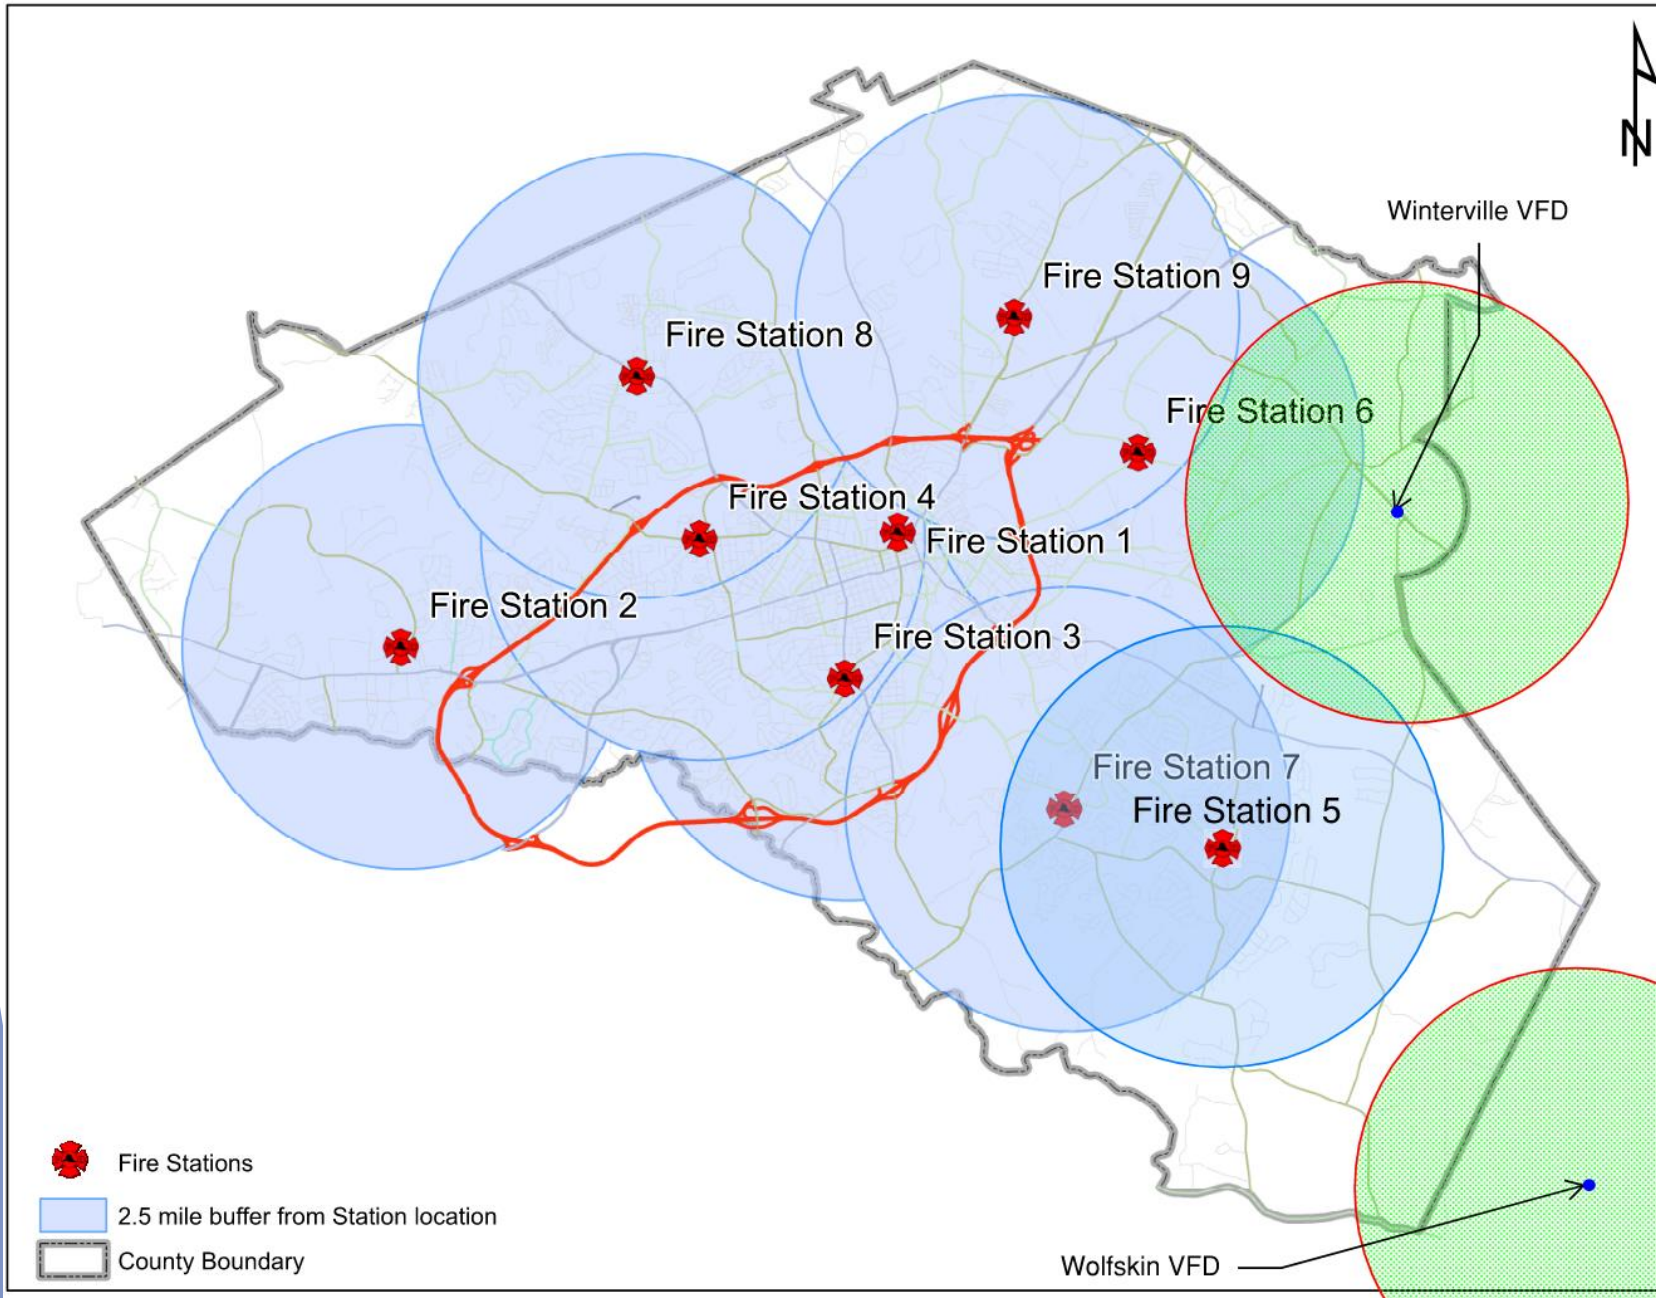 N
Winterville VFD
Fire Station 9
Fire Station 8
Fire Station 6
Fire Station 4
Fire Station 1
Fire Station 2
Fire Station 3
Fire Station 7
Fire Station 5
Fire Stations
2.5 mile buffer from Station location
County Boundary
Wolfskin VFD